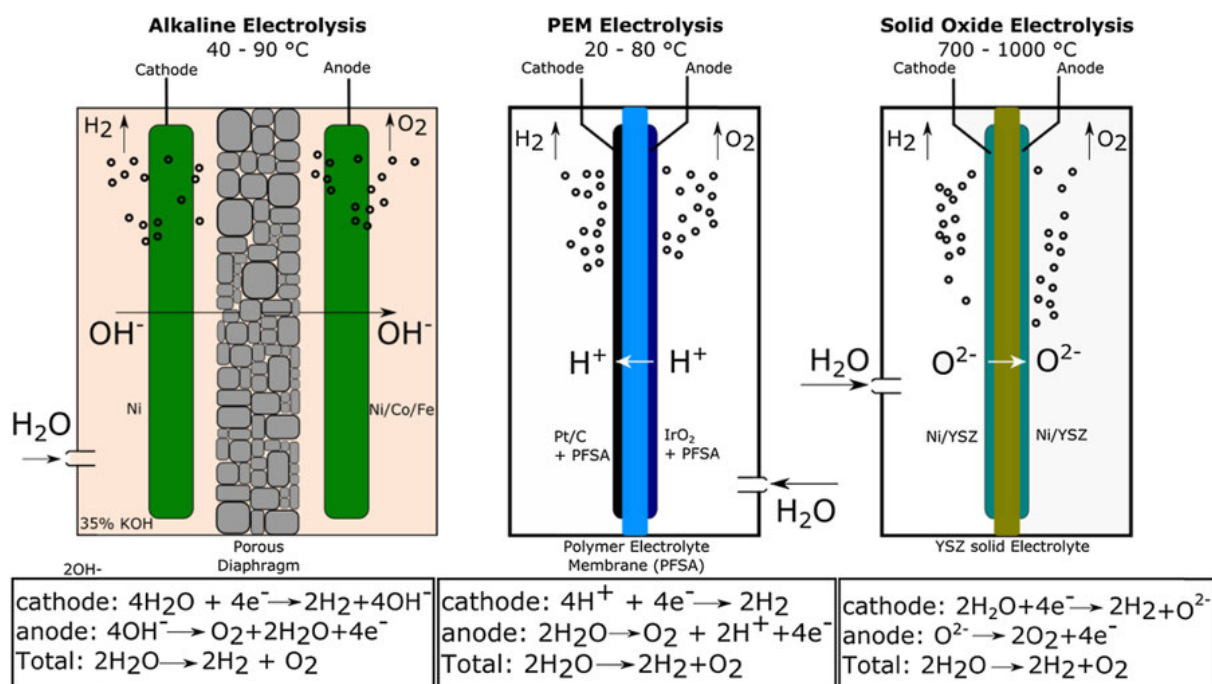 Alkaline Electrolysis
40 - 90 °C
Cathode
Anode
H₂
O₂
OH⁻
OH⁻
Ni
Ni/Co/Fe
H₂O
35% KOH
Porous
Diaphragm
2OH-
cathode: 4H₂O + 4e⁻→2H₂+4OH⁻
anode: 4OH⁻→O₂+2H₂O+4e⁻
Total: 2H₂O→2H₂ + O₂
PEM Electrolysis
20 - 80 °C
Cathode
Anode
H₂
O₂
H⁺
H⁺
Pt/C
+ PFSA
IrO₂
+ PFSA
H₂O
Polymer Electrolyte
Membrane (PFSA)
cathode: 4H⁺ + 4e⁻→2H₂
anode: 2H₂O→O₂ + 2H⁺+4e⁻
Total: 2H₂O→2H₂+O₂
Solid Oxide Electrolysis
700 - 1000 °C
Cathode
Anode
H₂
O₂
H₂O
O²⁻
O²⁻
Ni/YSZ
Ni/YSZ
YSZ solid Electrolyte
cathode: 2H₂O+4e⁻→2H₂+O²⁻
anode: O²⁻→2O₂+4e⁻
Total: 2H₂O→2H₂+O₂